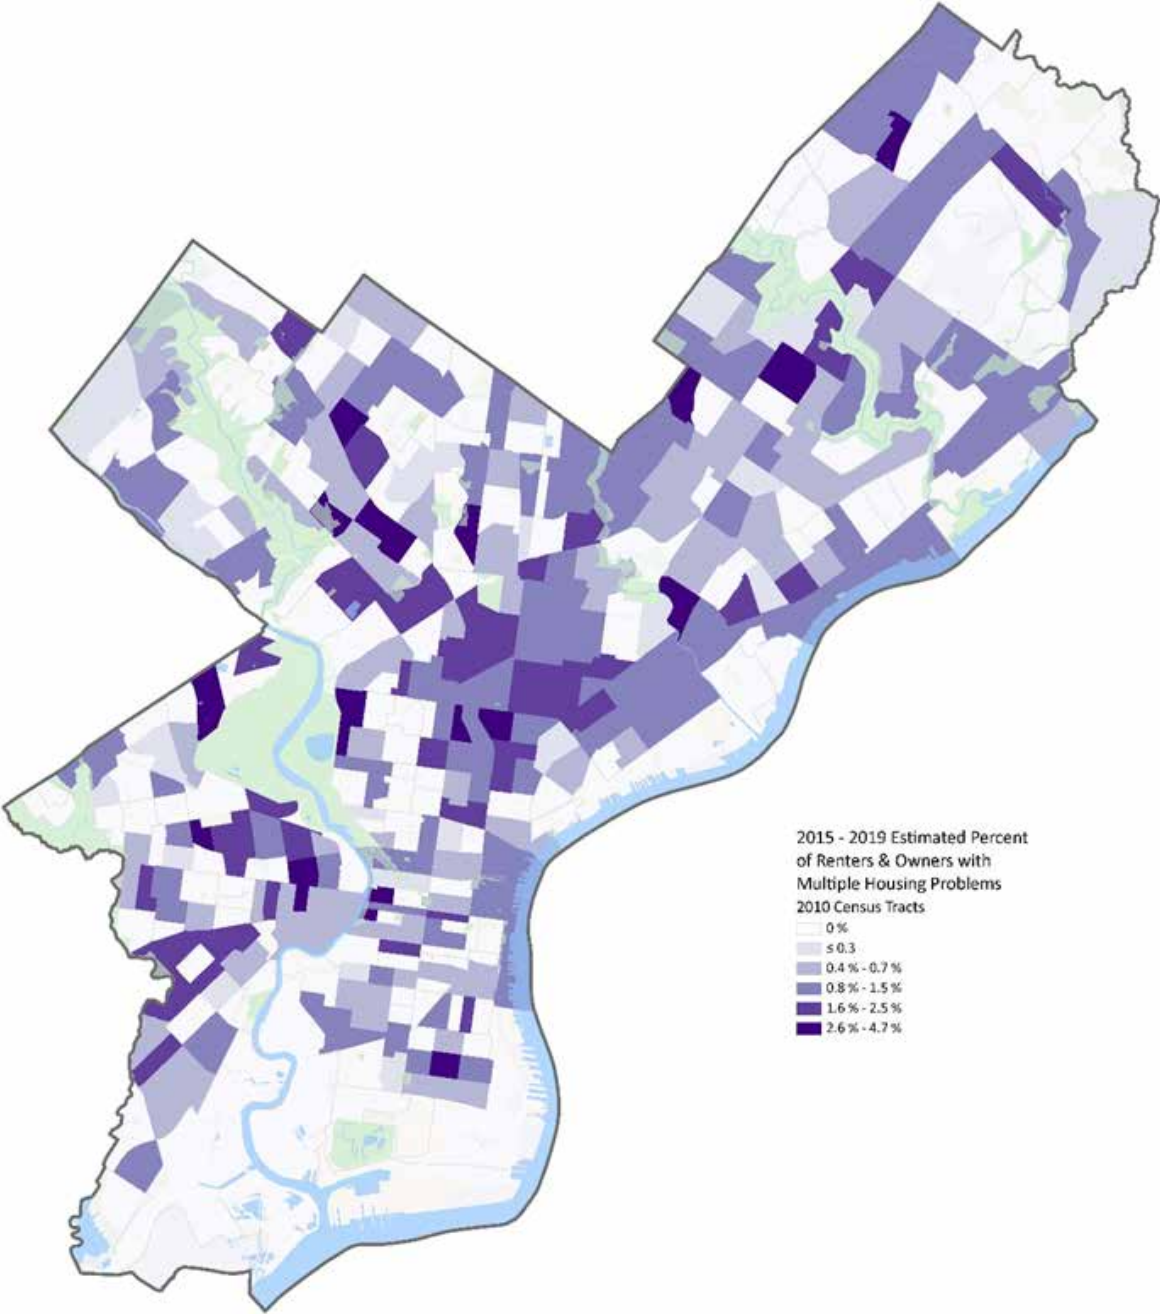 2015 - 2019 Estimated Percent
of Renters & Owners with
Multiple Housing Problems
2010 Census Tracts
0 %
≤ 0.3
0.4 % - 0.7 %
0.8 % - 1.5 %
1.6 % - 2.5 %
2.6 % - 4.7 %